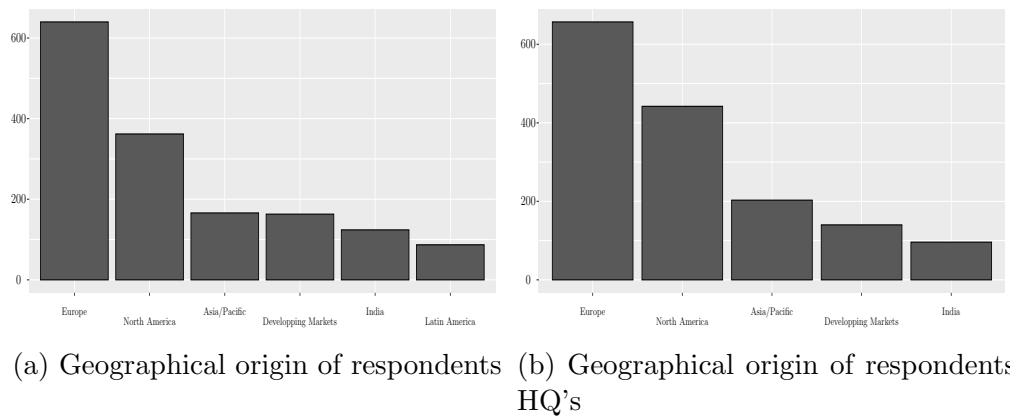 600
400
200
0
Europe
North America
Asia/Pacific
Developping Markets
India
Latin America
(a) Geographical origin of respondents
600
400
200
0
Europe
North America
Asia/Pacific
Developping Markets
India
(b) Geographical origin of respondents
HQ's